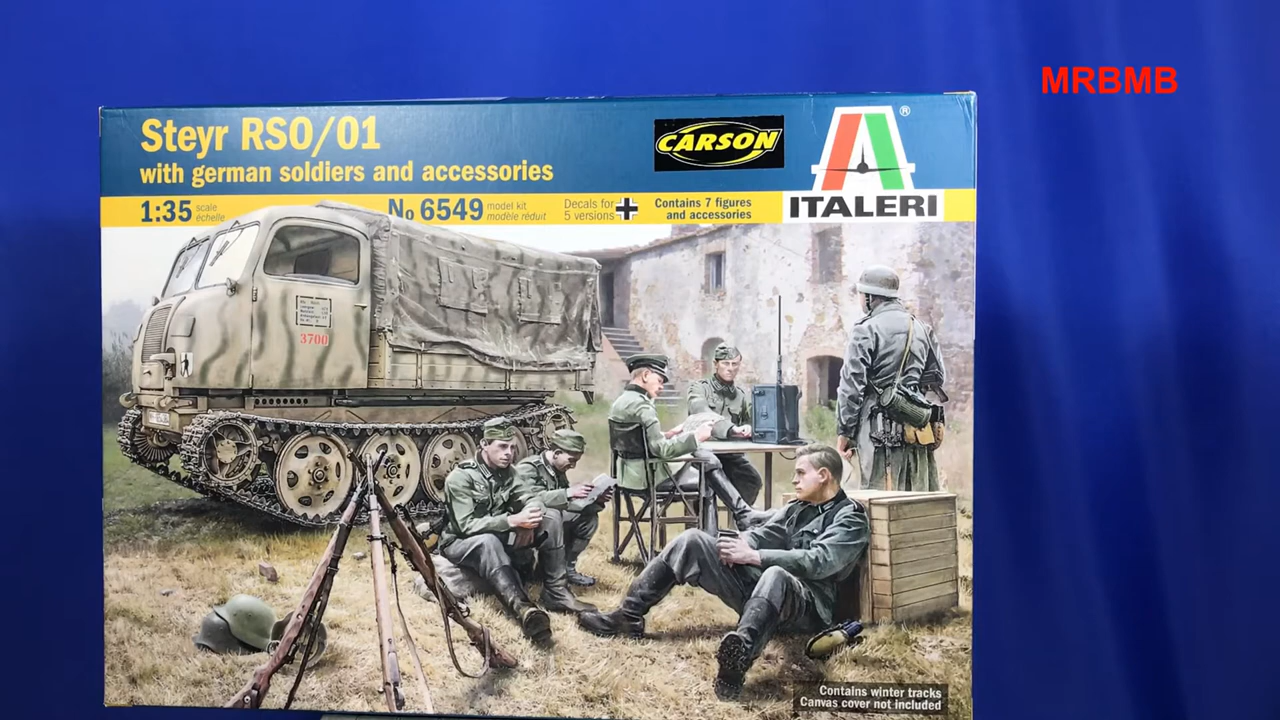 MRBMB
Steyr RSO/01
with german soldiers and accessories
CARSON
®
ITALERI
1:35 scale
échelle
No 6549 model kit
modèle réduit
Decals for
5 versions
Contains 7 figures
and accessories
3700
Contains winter tracks
Canvas cover not included